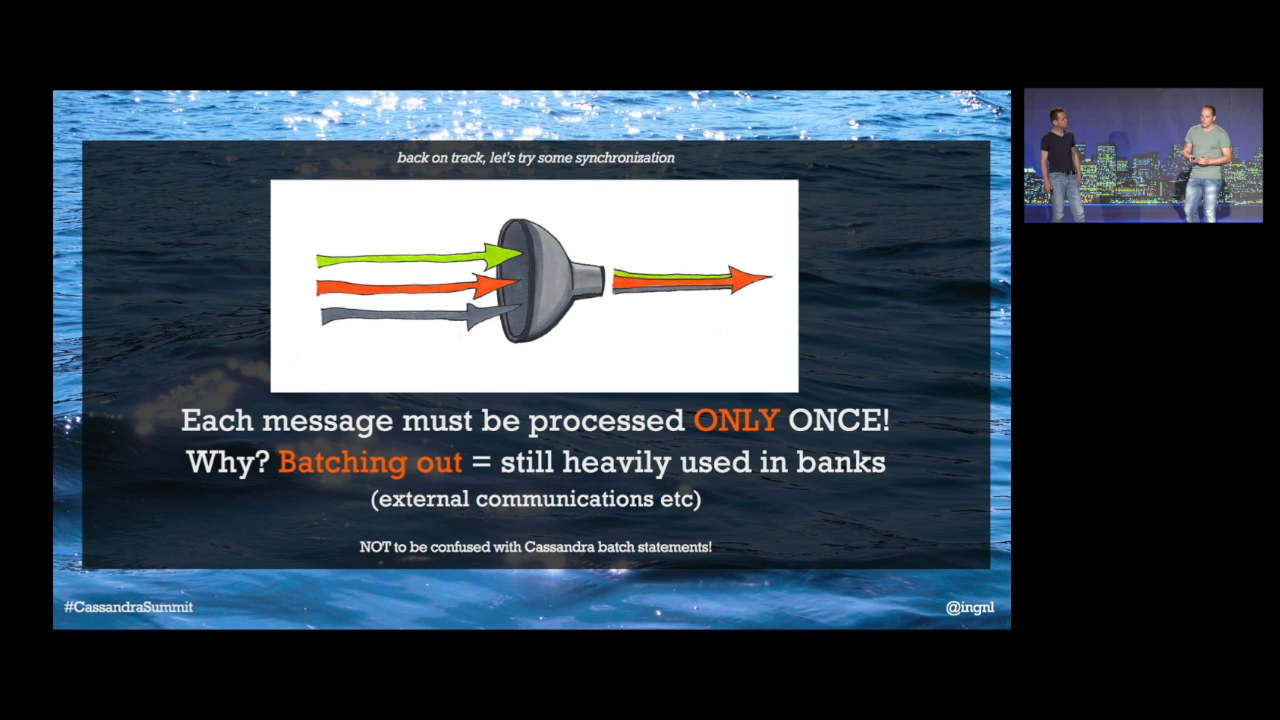 back on track, let's try some synchronization
Each message must be processed ONLY ONCE!
Why? Batching out = still heavily used in banks
(external communications etc)
NOT to be confused with Cassandra batch statements!
#CassandraSummit
@ingnl